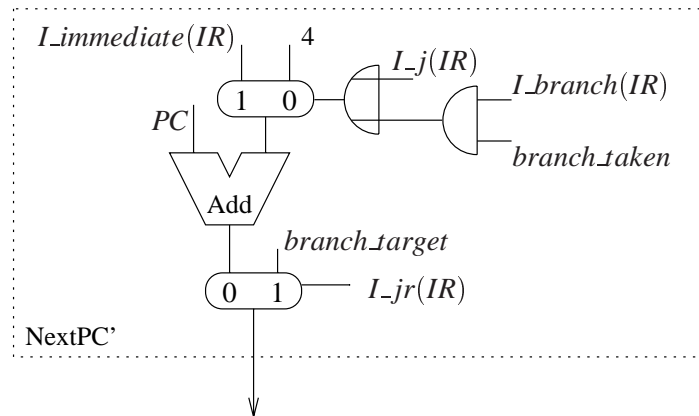 I_immediate(IR) 4
I_j(IR)
1 0
I_branch(IR)
PC
branch_taken
Add
branch_target
0 1
I_jr(IR)
NextPC'